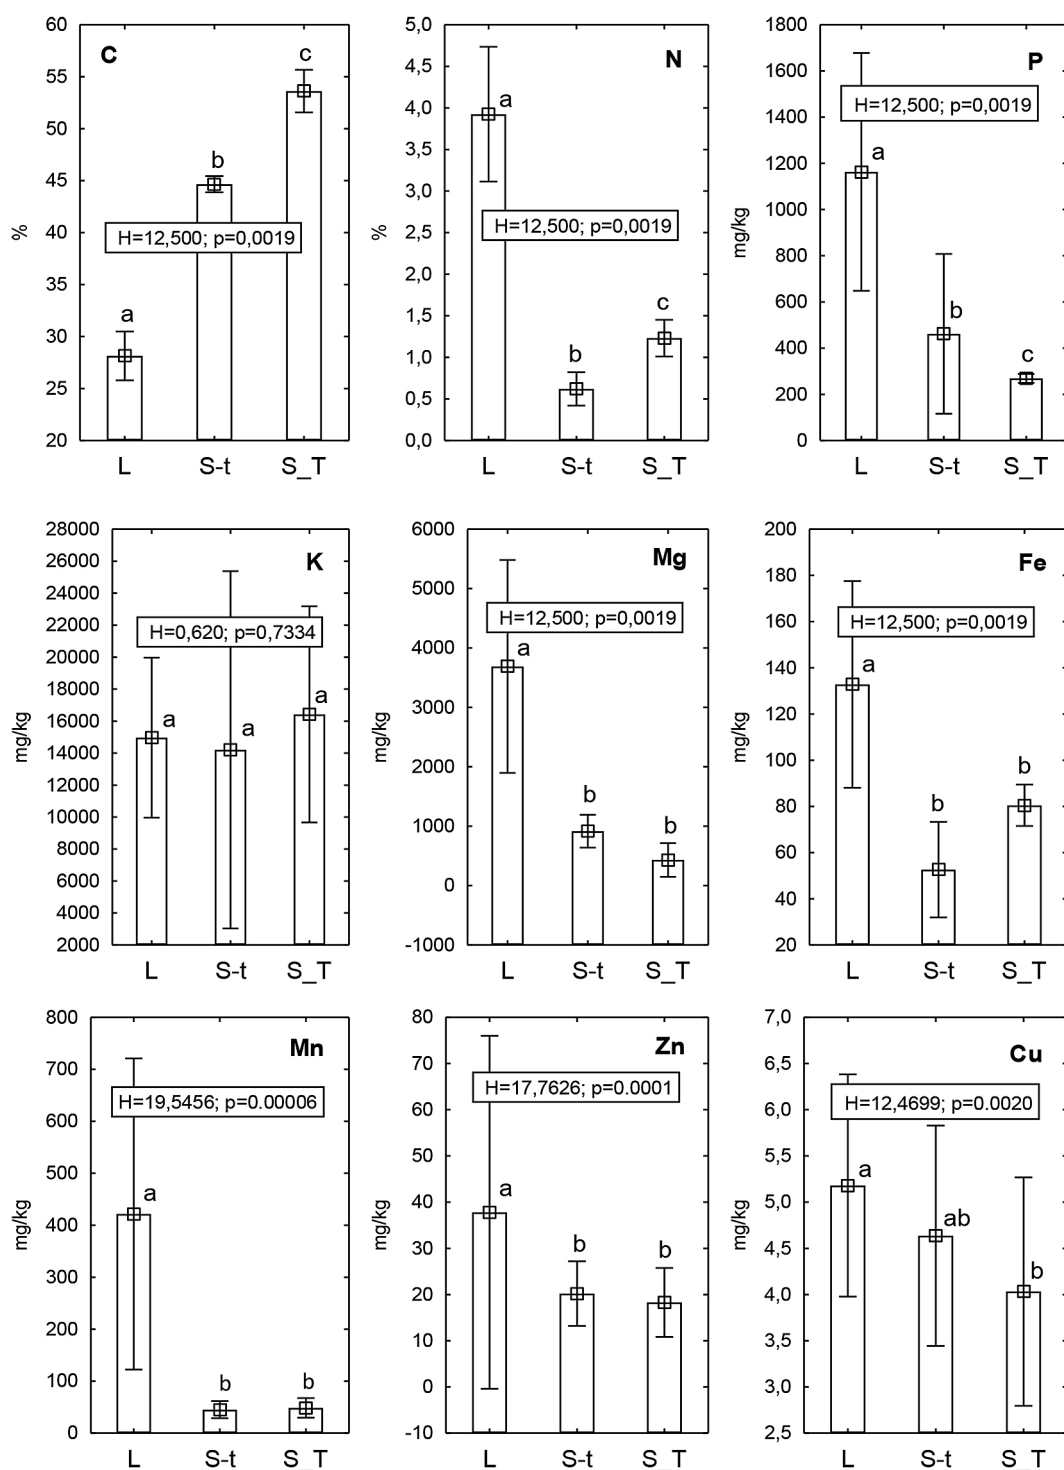 C
60
55
50
45
40
35
30
25
20
%
H=12,500; p=0,0019
a
b
c
L S-t S_T
N
5,0
4,5
4,0
3,5
3,0
2,5
2,0
1,5
1,0
0,5
0,0
%
H=12,500; p=0,0019
a
b
c
L S-t S_T
P
1800
1600
1400
1200
1000
800
600
400
200
0
mg/kg
H=12,500; p=0,0019
a
b
c
L S-t S_T
K
28000
26000
24000
22000
20000
18000
16000
14000
12000
10000
8000
6000
4000
2000
mg/kg
H=0,620; p=0,7334
a
a
a
L S-t S_T
Mg
6000
5000
4000
3000
2000
1000
0
-1000
mg/kg
H=12,500; p=0,0019
a
b
b
L S-t S_T
Fe
200
180
160
140
120
100
80
60
40
20
mg/kg
H=12,500; p=0,0019
a
b
b
L S-t S_T
Mn
800
700
600
500
400
300
200
100
0
mg/kg
H=19,5456; p=0.00006
a
b
b
L S-t S_T
Zn
80
70
60
50
40
30
20
10
0
-10
mg/kg
H=17,7626; p=0.0001
a
b
b
L S-t S_T
Cu
7,0
6,5
6,0
5,5
5,0
4,5
4,0
3,5
3,0
2,5
mg/kg
H=12,4699; p=0.0020
a
ab
b
L S-t S_T